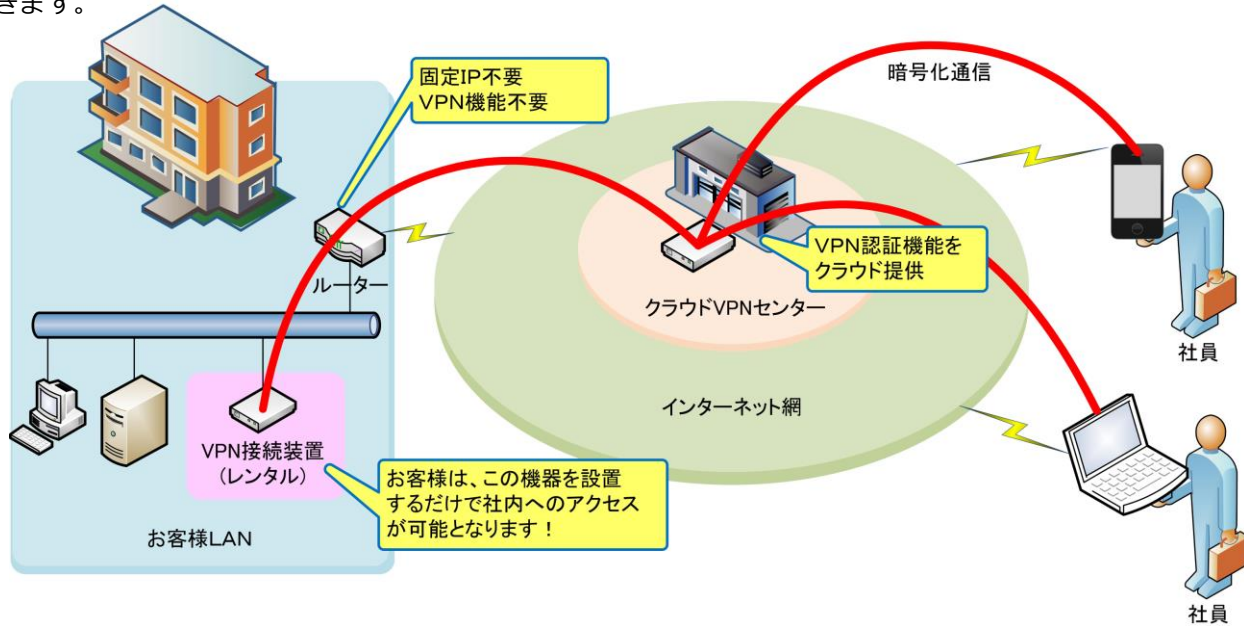 きます。
固定IP不要
VPN機能不要
暗号化通信
ルーター
VPN認証機能を
クラウド提供
クラウドVPNセンター
社員
インターネット網
VPN接続装置
(レンタル)
お客様は、この機器を設置
するだけで社内へのアクセス
が可能となります！
お客様LAN
社員